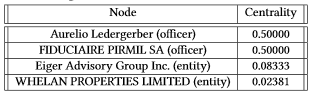 Node Centrality
Aurelio Ledergerber (officer) 0.50000
FIDUCIAIRE PIRMIL SA (officer) 0.50000
Eiger Advisory Group Inc. (entity) 0.08333
WHELAN PROPERTIES LIMITED (entity) 0.02381